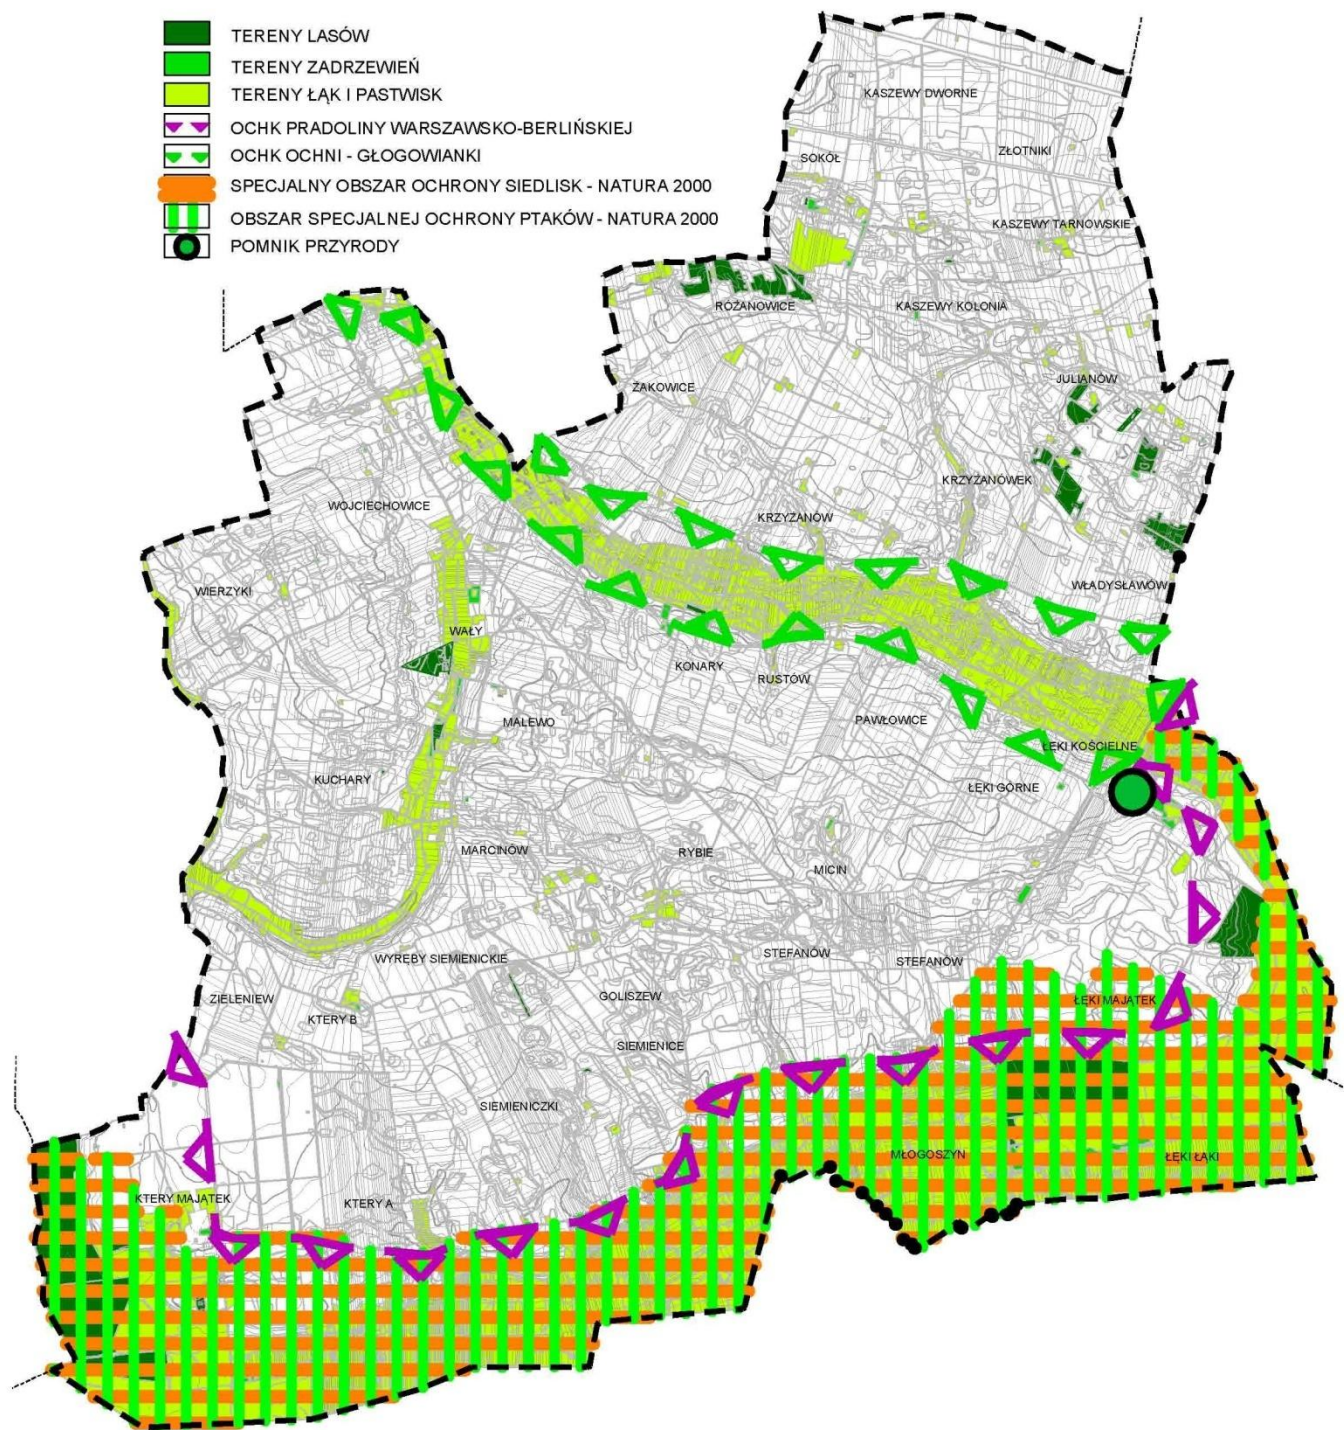 TERENY LASÓW
TERENY ZADRZEWIEŃ
TERENY ŁĄK I PASTWISK
OCHK PRADOLINY WARSZAWSKO-BERLIŃSKIEJ
OCHK OCHNI - GŁOGOWIANKI
SPECJALNY OBSZAR OCHRONY SIEDLISK - NATURA 2000
OBSZAR SPECJALNEJ OCHRONY PTAKÓW - NATURA 2000
POMNIK PRZYRODY
KASZEWY DWORNE
ZŁOTNIKI
SOKÓŁ
KASZEWY TARNOWSKIE
RÓŻANOWICE
KASZEWY KOLONIA
ŻAKOWICE
JULIANÓW
KRZYŻANÓWEK
WOJCIECHOWICE
KRZYŻANÓW
WIERZYKI
WŁADYSŁAWÓW
WAŁY
KONARY
RUSTÓW
MALEWO
PAWŁOWICE
ŁĘKI KOŚCIELNE
KUCHARY
ŁĘKI GÓRNE
MARCINÓW
RYBIE
MICIN
WYRĘBY SIEMIENICKIE
STEFANÓW
STEFANÓW
ZIELENIEW
GOLISZEW
ŁĘKI MAJĄTEK
KTERY B
SIEMIENICE
SIEMIENICZKI
MŁOGOSZYN
ŁĘKI ŁĄKI
KTERY MAJĄTEK
KTERY A